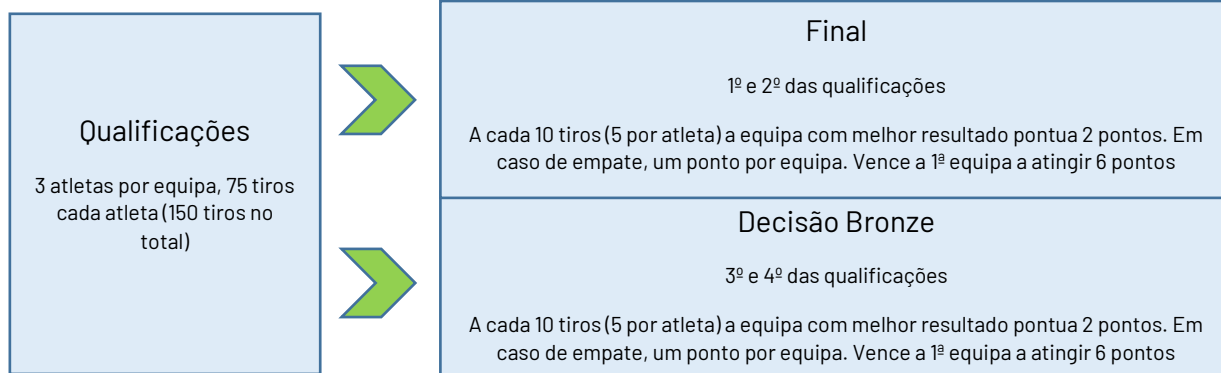 Qualificações
3 atletas por equipa, 75 tiros
cada atleta (150 tiros no
total)
Final
1º e 2º das qualificações
A cada 10 tiros (5 por atleta) a equipa com melhor resultado pontua 2 pontos. Em
caso de empate, um ponto por equipa. Vence a 1ª equipa a atingir 6 pontos
Decisão Bronze
3º e 4º das qualificações
A cada 10 tiros (5 por atleta) a equipa com melhor resultado pontua 2 pontos. Em
caso de empate, um ponto por equipa. Vence a 1ª equipa a atingir 6 pontos